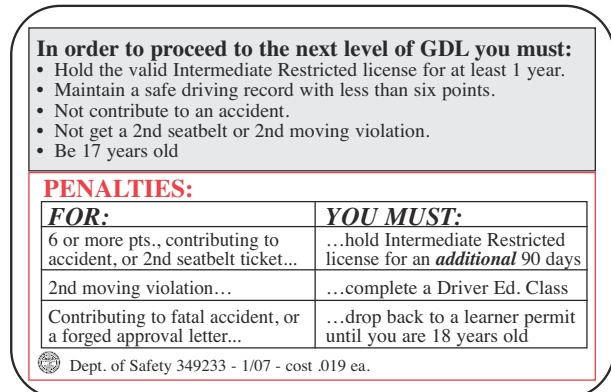 In order to proceed to the next level of GDL you must:
• Hold the valid Intermediate Restricted license for at least 1 year.
• Maintain a safe driving record with less than six points.
• Not contribute to an accident.
• Not get a 2nd seatbelt or 2nd moving violation.
• Be 17 years old
PENALTIES:
FOR: YOU MUST:
6 or more pts., contributing to
accident, or 2nd seatbelt ticket...
…hold Intermediate Restricted
license for an additional 90 days
2nd moving violation… …complete a Driver Ed. Class
Contributing to fatal accident, or
a forged approval letter...
…drop back to a learner permit
until you are 18 years old
Dept. of Safety 349233 - 1/07 - cost .019 ea.